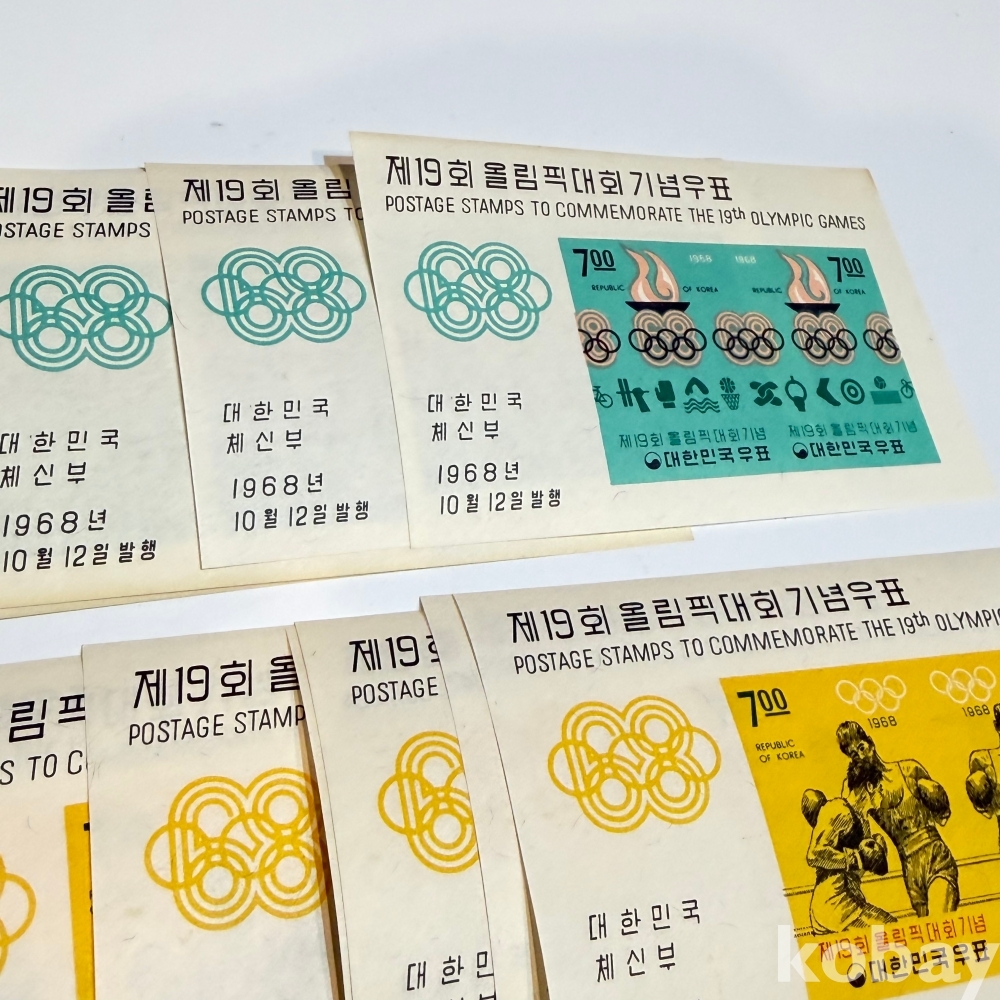 제19회 올
POSTAGE STAMPS
대한민국
체신부
1968년
10월 12일 발행
제19회 올림
POSTAGE STAMPS TO
대한민국
체신부
1968년
10월 12일 발행
제19회 올림픽대회기념우표
POSTAGE STAMPS TO COMMEMORATE THE 19th OLYMPIC GAMES
7.00 1968 1968 7.00
REPUBLIC OF KOREA REPUBLIC OF KOREA
제19회 올림픽대회기념 제19회 올림픽대회기념
대한민국우표 대한민국우표
대한민국
체신부
1968년
10월 12일 발행
림픽
S TO
제19회 올
POSTAGE STAMP
제19회
POSTAGE
대한민
제19회 올림픽대회기념우표
POSTAGE STAMPS TO COMMEMORATE THE 19th OLYMPIC
7.00
1968
1968
REPUBLIC
OF KOREA
제19회 올림픽대회기념
대한민국우표
대한민국
체신부
kobay